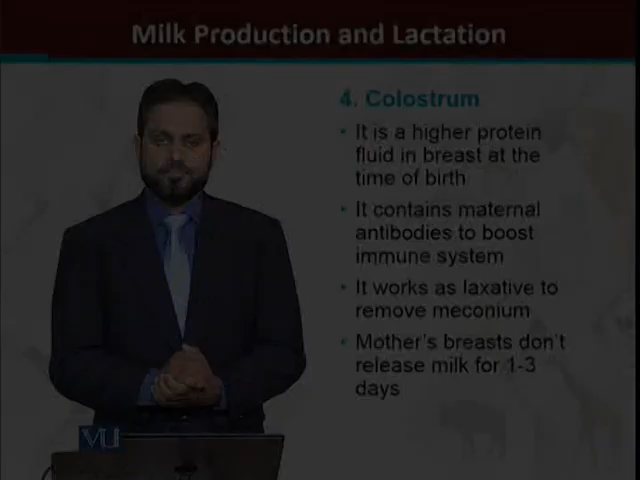 Milk Production and Lactation
4. Colostrum
• It is a higher protein
fluid in breast at the
time of birth
• It contains maternal
antibodies to boost
immune system
• It works as laxative to
remove meconium
• Mother's breasts don't
release milk for 1-3
days
VU